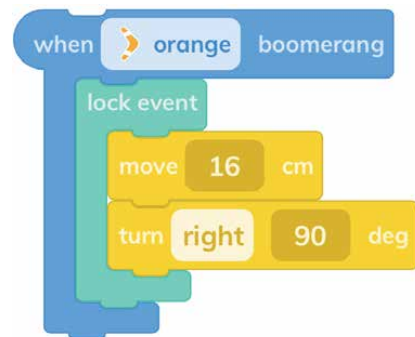 when orange boomerang
lock event
move 16 cm
turn right 90 deg